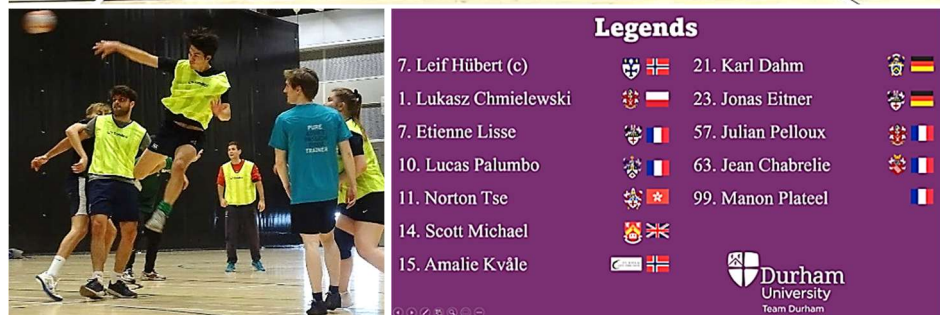 PURE
TRAINER
Legends
7. Leif Hübert (c)
1. Lukasz Chmielewski
7. Etienne Lisse
10. Lucas Palumbo
11. Norton Tse
14. Scott Michael
15. Amalie Kvåle
21. Karl Dahm
23. Jonas Eitner
57. Julian Pelloux
63. Jean Chabrelie
99. Manon Plateel
Durham
University
Team Durham